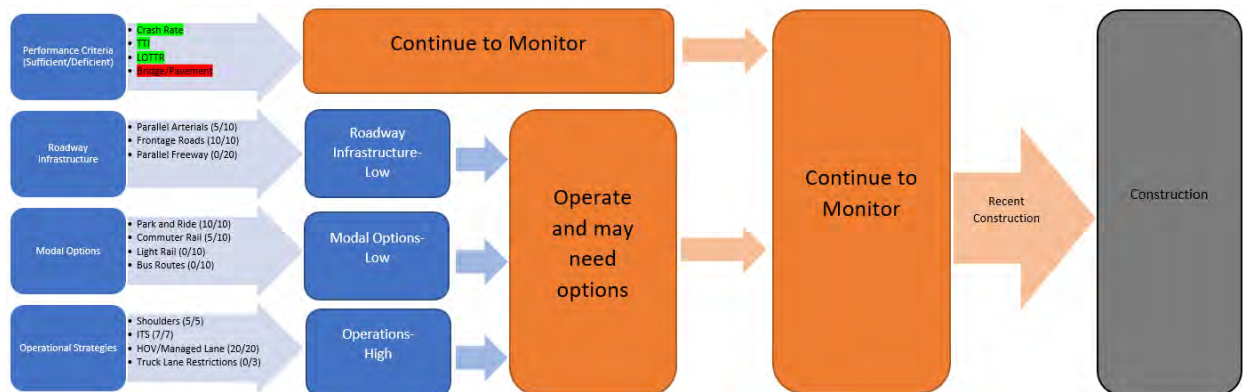 Performance Criteria
(Sufficient/Deficient)
• Crash Rate
• TTI
• LOTTR
• Bridge/Pavement
Continue to Monitor
Roadway
Infrastructure
• Parallel Arterials (5/10)
• Frontage Roads (10/10)
• Parallel Freeway (0/20)
Roadway
Infrastructure-
Low
Modal Options
• Park and Ride (10/10)
• Commuter Rail (5/10)
• Light Rail (0/10)
• Bus Routes (0/10)
Modal Options-
Low
Operational Strategies
• Shoulders (5/5)
• ITS (7/7)
• HOV/Managed Lane (20/20)
• Truck Lane Restrictions (0/3)
Operations-
High
Operate
and may
need
options
Continue to
Monitor
Recent
Construction
Construction